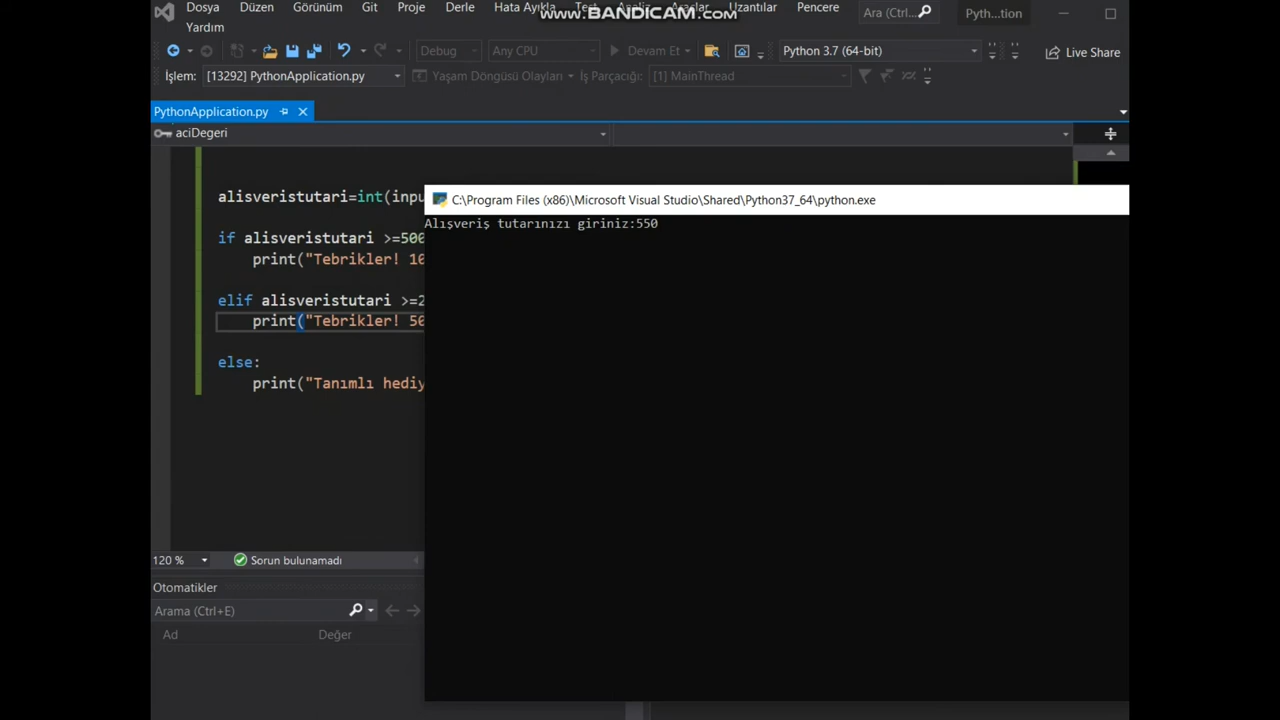 Dosya Düzen Görünüm Git Proje Derle Hata Ayıkla Test Analiz Araçlar Uzantılar Pencere Ara (Ctrl... Pyth...tion
www.BANDICAM.com
Yardım
Debug Any CPU Devam Et Python 3.7 (64-bit) Live Share
İşlem: [13292] PythonApplication.py Yaşam Döngüsü Olayları İş Parçacığı: [1] MainThread
PythonApplication.py
aciDegeri
alisveristutari=int(inpu
C:\Program Files (x86)\Microsoft Visual Studio\Shared\Python37_64\python.exe
Alışveriş tutarınızı giriniz:550
if alisveristutari >=500
print("Tebrikler! 10
elif alisveristutari >=2
print("Tebrikler! 50
else:
print("Tanımlı hediy
120 % Sorun bulunamadı
Otomatikler
Arama (Ctrl+E)
Ad Değer